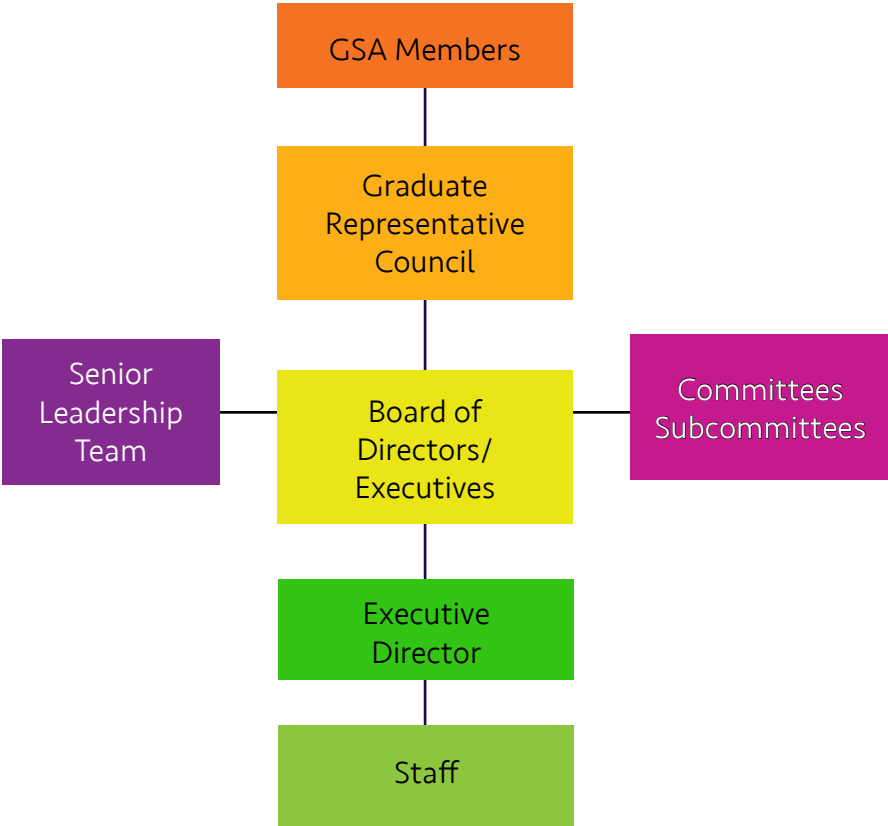 GSA Members
Graduate
Representative
Council
Senior
Leadership
Team
Board of
Directors/
Executives
Committees
Subcommittees
Executive
Director
Staff